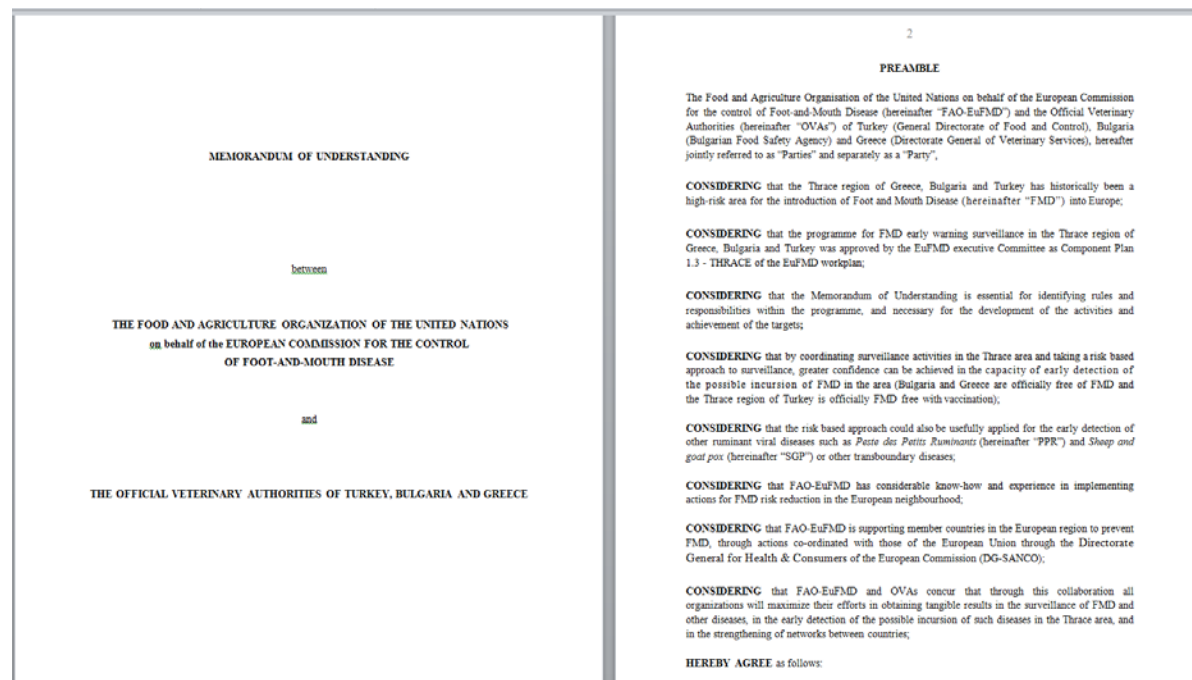 MEMORANDUM OF UNDERSTANDING
between
THE FOOD AND AGRICULTURE ORGANIZATION OF THE UNITED NATIONS
on behalf of the EUROPEAN COMMISSION FOR THE CONTROL
OF FOOT-AND-MOUTH DISEASE
and
THE OFFICIAL VETERINARY AUTHORITIES OF TURKEY, BULGARIA AND GREECE
2
PREAMBLE
The Food and Agriculture Organisation of the United Nations on behalf of the European Commission
for the control of Foot-and-Mouth Disease (hereinafter “FAO-EuFMD”) and the Official Veterinary
Authorities (hereinafter “OVAs”) of Turkey (General Directorate of Food and Control), Bulgaria
(Bulgarian Food Safety Agency) and Greece (Directorate General of Veterinary Services), hereafter
jointly referred to as “Parties” and separately as a “Party”,
CONSIDERING that the Thrace region of Greece, Bulgaria and Turkey has historically been a
high-risk area for the introduction of Foot and Mouth Disease (hereinafter “FMD”) into Europe;
CONSIDERING that the programme for FMD early warning surveillance in the Thrace region of
Greece, Bulgaria and Turkey was approved by the EuFMD executive Committee as Component Plan
1.3 - THRACE of the EuFMD workplan;
CONSIDERING that the Memorandum of Understanding is essential for identifying rules and
responsibilities within the programme, and necessary for the development of the activities and
achievement of the targets;
CONSIDERING that by coordinating surveillance activities in the Thrace area and taking a risk based
approach to surveillance, greater confidence can be achieved in the capacity of early detection of
the possible incursion of FMD in the area (Bulgaria and Greece are officially free of FMD and
the Thrace region of Turkey is officially FMD free with vaccination);
CONSIDERING that the risk based approach could also be usefully applied for the early detection of
other ruminant viral diseases such as Peste des Petits Ruminants (hereinafter “PPR”) and Sheep and
goat pox (hereinafter “SGP”) or other transboundary diseases;
CONSIDERING that FAO-EuFMD has considerable know-how and experience in implementing
actions for FMD risk reduction in the European neighbourhood;
CONSIDERING that FAO-EuFMD is supporting member countries in the European region to prevent
FMD, through actions co-ordinated with those of the European Union through the Directorate
General for Health & Consumers of the European Commission (DG-SANCO);
CONSIDERING that FAO-EuFMD and OVAs concur that through this collaboration all
organizations will maximize their efforts in obtaining tangible results in the surveillance of FMD and
other diseases, in the early detection of the possible incursion of such diseases in the Thrace area, and
in the strengthening of networks between countries;
HEREBY AGREE as follows: